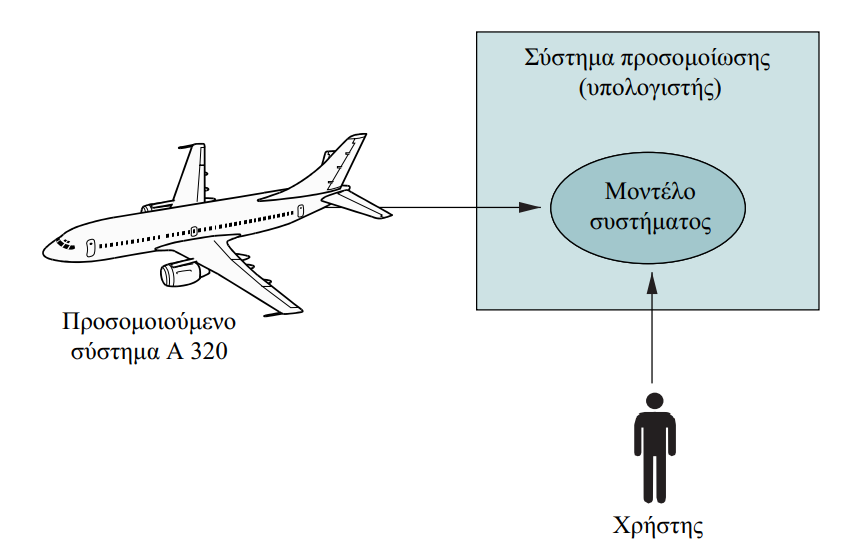 Σύστημα προσομοίωσης
(υπολογιστής)
Μοντέλο
συστήματος
Προσομοιούμενο
σύστημα Α 320
Χρήστης